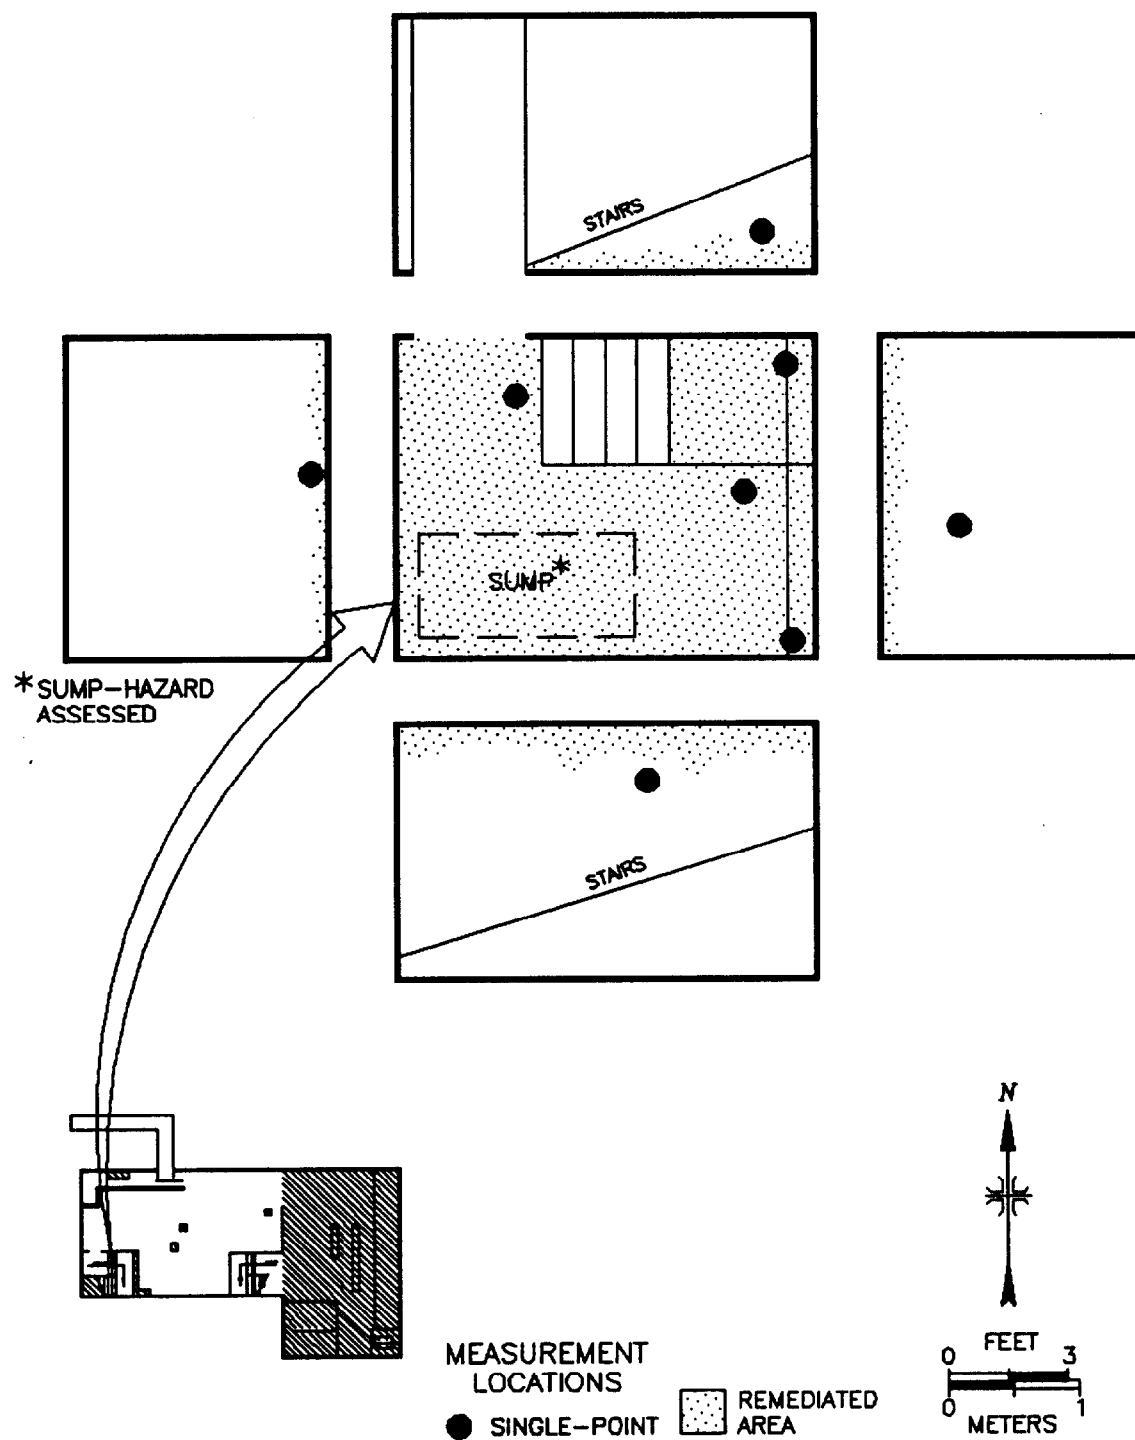 STAIRS
SUMP*
*SUMP-HAZARD
ASSESSED
STAIRS
N
FEET
0 3
0 1
METERS
MEASUREMENT
LOCATIONS
SINGLE-POINT
REMEDIATED
AREA